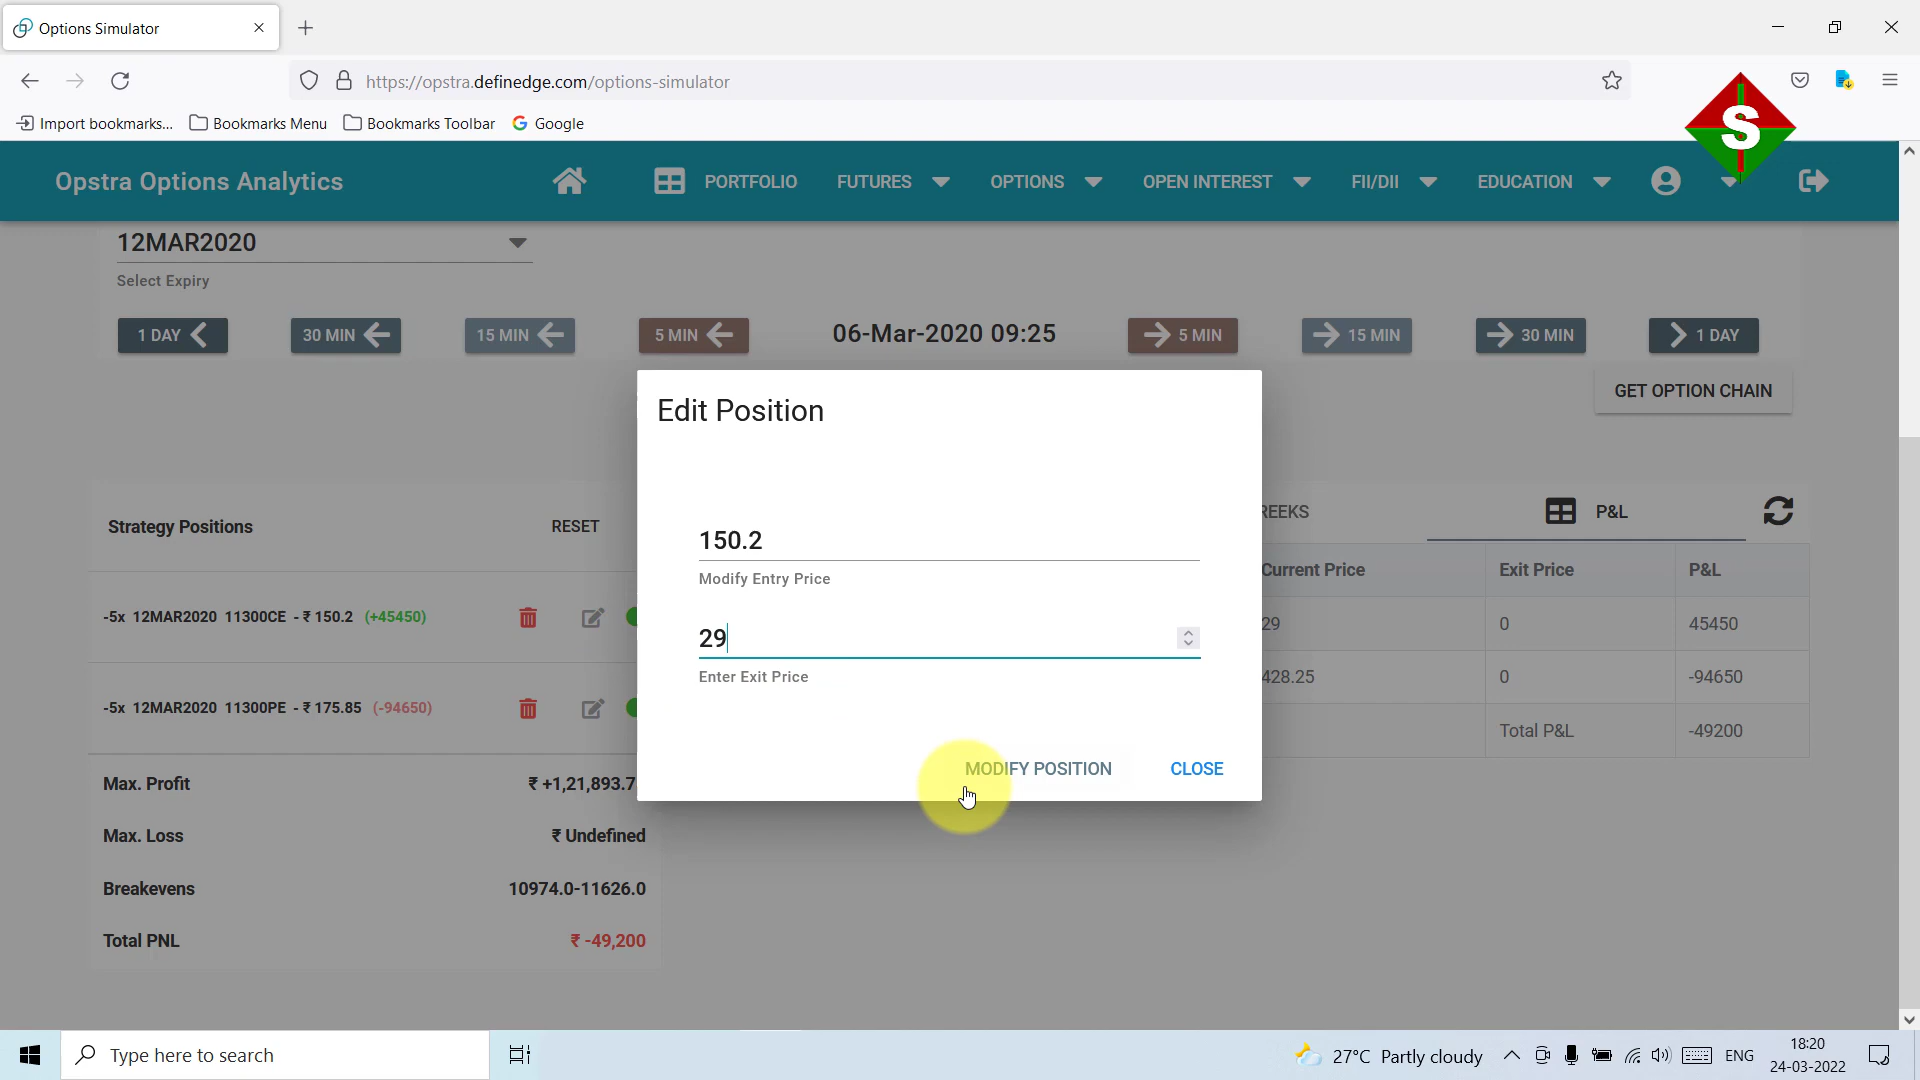 Options Simulator
https://opstra.definedge.com/options-simulator
Import bookmarks... Bookmarks Menu Bookmarks Toolbar Google
S
Opstra Options Analytics PORTFOLIO FUTURES OPTIONS OPEN INTEREST FII/DII EDUCATION
12MAR2020
Select Expiry
1 DAY 30 MIN 15 MIN 5 MIN 06-Mar-2020 09:25 5 MIN 15 MIN 30 MIN 1 DAY
GET OPTION CHAIN
Edit Position
150.2
Modify Entry Price
29
Enter Exit Price
MODIFY POSITION CLOSE
Strategy Positions RESET
-5x 12MAR2020 11300CE - ₹ 150.2 (+45450)
-5x 12MAR2020 11300PE - ₹ 175.85 (-94650)
Max. Profit ₹ +1,21,893.7
Max. Loss ₹ Undefined
Breakevens 10974.0-11626.0
Total PNL ₹ -49,200
REEKS P&L
Current Price Exit Price P&L
29 0 45450
428.25 0 -94650
Total P&L -49200
Type here to search
27°C Partly cloudy ENG
18:20
24-03-2022